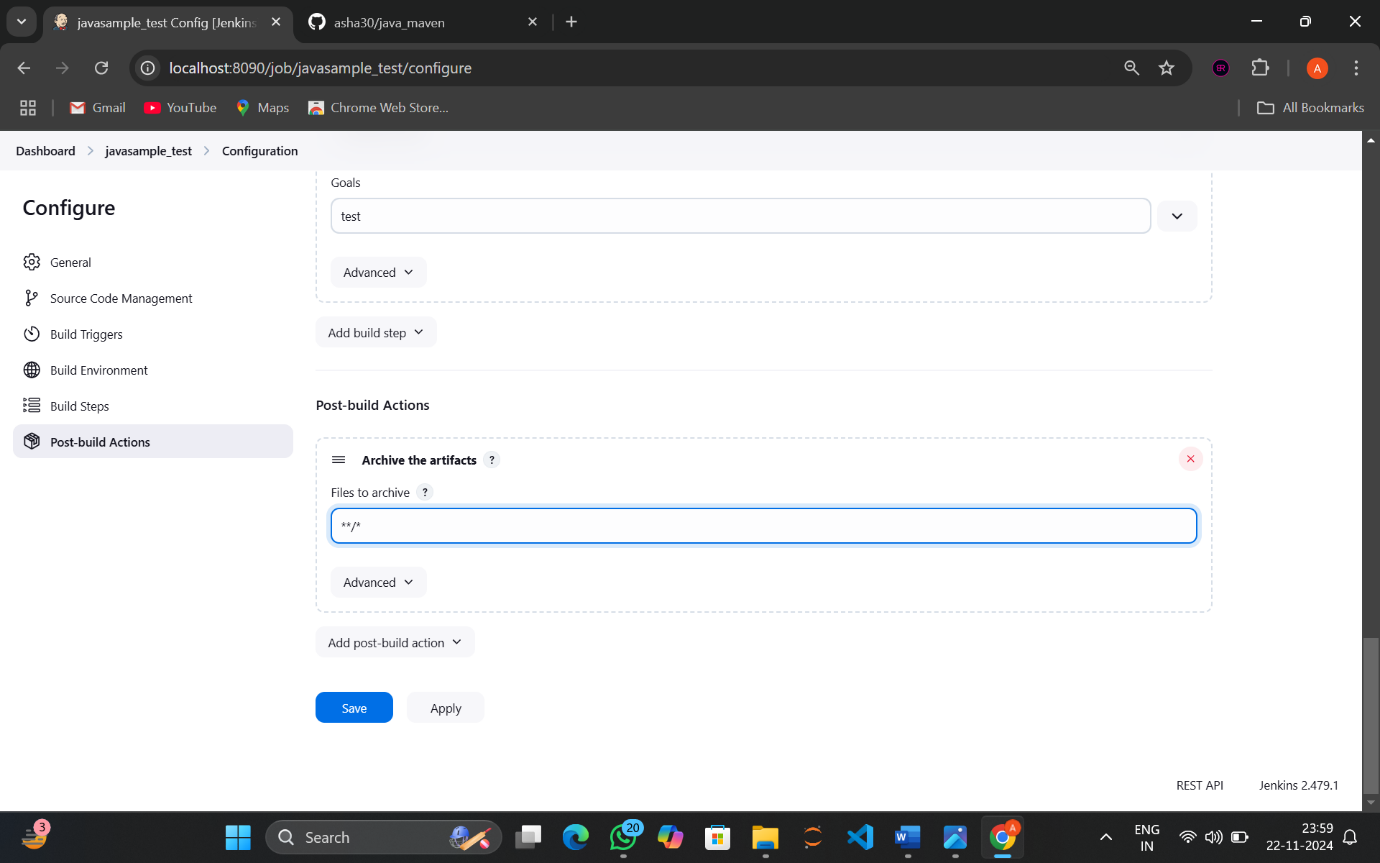 javasample_test Config [Jenkins
asha30/java_maven
localhost:8090/job/javasample_test/configure
A
Gmail
YouTube
Maps
Chrome Web Store...
All Bookmarks
Dashboard
javasample_test
Configuration
Configure
General
Source Code Management
Build Triggers
Build Environment
Build Steps
Post-build Actions
Goals
test
Advanced
Add build step
Post-build Actions
Archive the artifacts ?
Files to archive ?
**/*
Advanced
Add post-build action
Save
Apply
REST API
Jenkins 2.479.1
3
Search
20
W
A
ENG
IN
23:59
22-11-2024